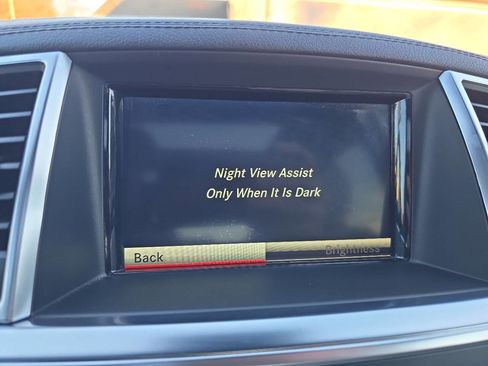 Night View Assist
Only When It Is Dark
Back
Brightness